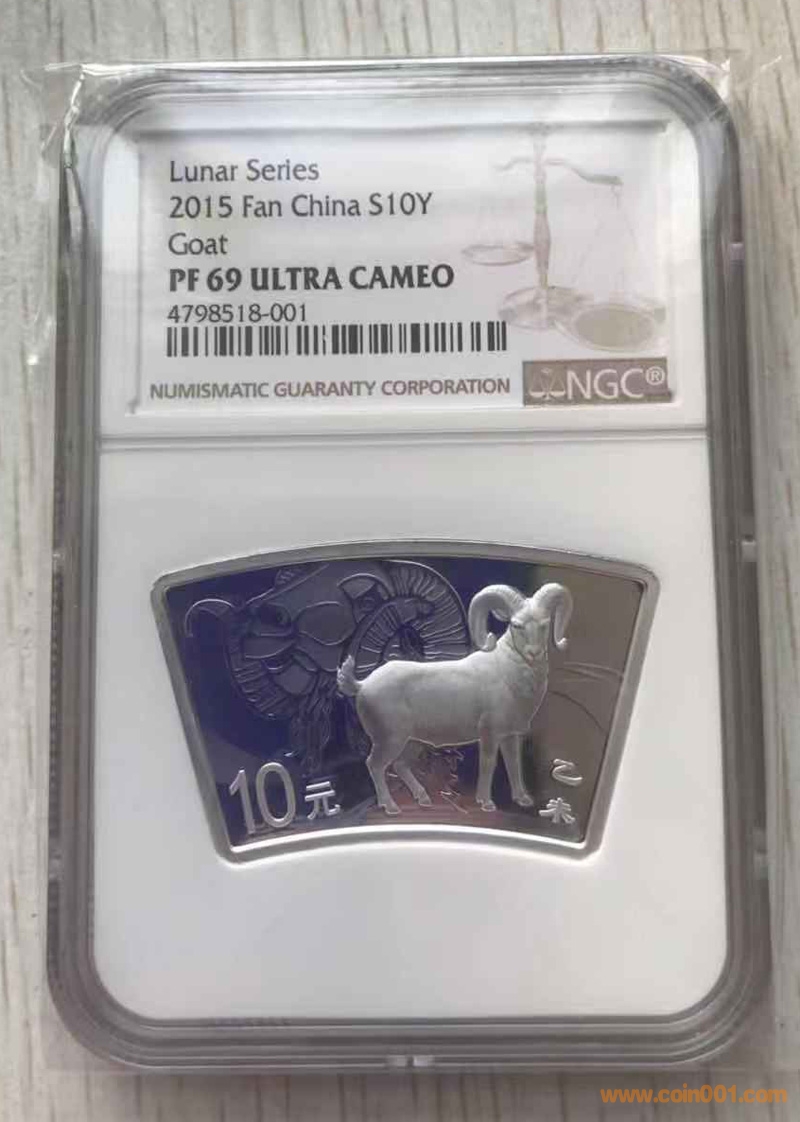 Lunar Series
2015 Fan China S10Y
Goat
PF 69 ULTRA CAMEO
4798518-001
NUMISMATIC GUARANTY CORPORATION
NGC®
10元
乙
未
www.coin001.com